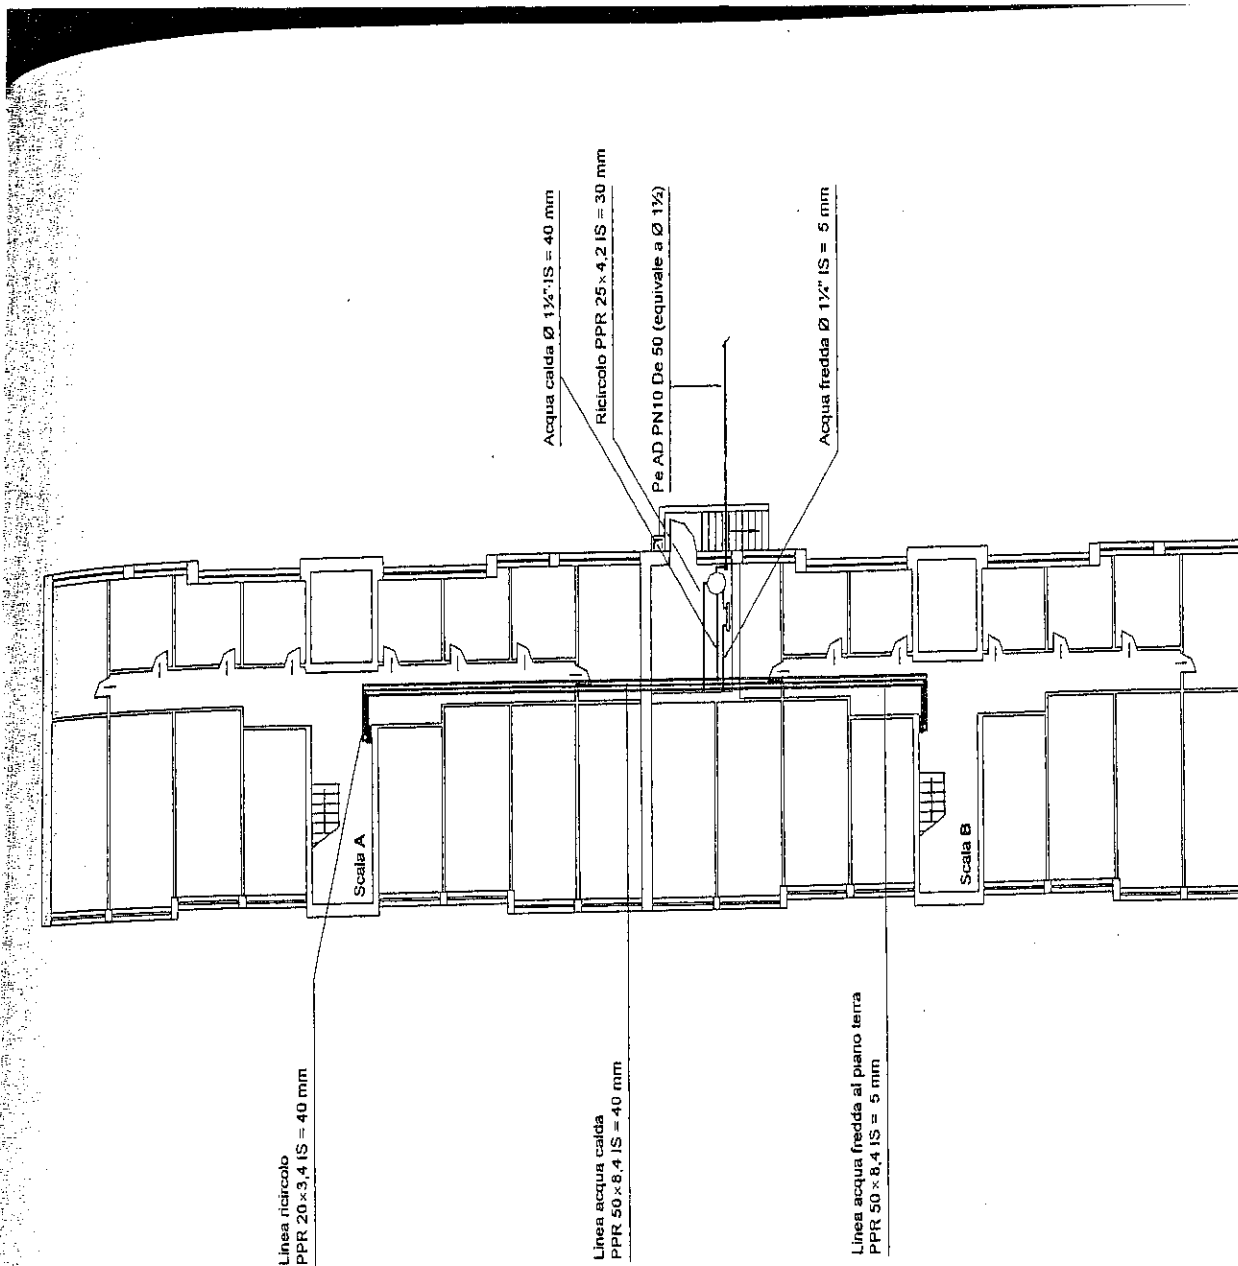 Acqua calda Ø 1½" IS = 40 mm
Ricircolo PPR 25×4,2 IS = 30 mm
Pe AD PN10 De 50 (equivale a Ø 1½)
Acqua fredda Ø 1¼" IS = 5 mm
Scala A
Scala B
Linea ricircolo
PPR 20×3,4 IS = 40 mm
Linea acqua calda
PPR 50×8,4 IS = 40 mm
Linea acqua fredda al piano terra
PPR 50×8,4 IS = 5 mm